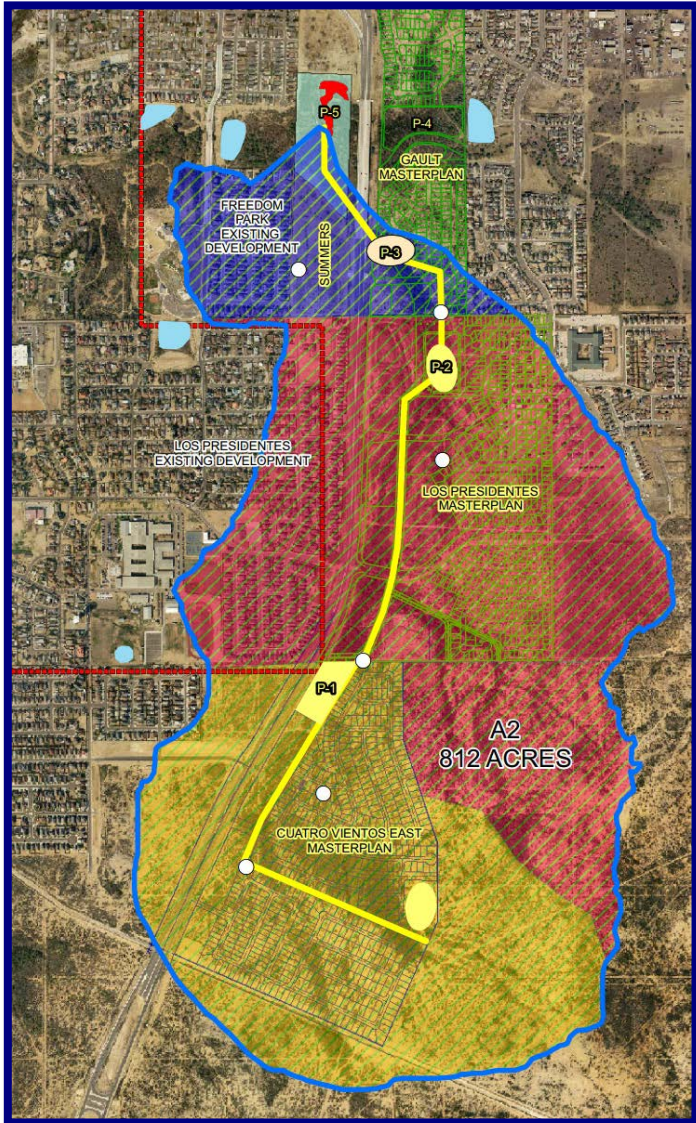 P-5
P-4
GAULT
MASTERPLAN
FREEDOM
PARK
EXISTING
DEVELOPMENT
SUMMERS
P-3
P-2
LOS PRESIDENTES
EXISTING DEVELOPMENT
LOS PRESIDENTES
MASTERPLAN
P-1
A2
812 ACRES
CUATRO VIENTOS EAST
MASTERPLAN